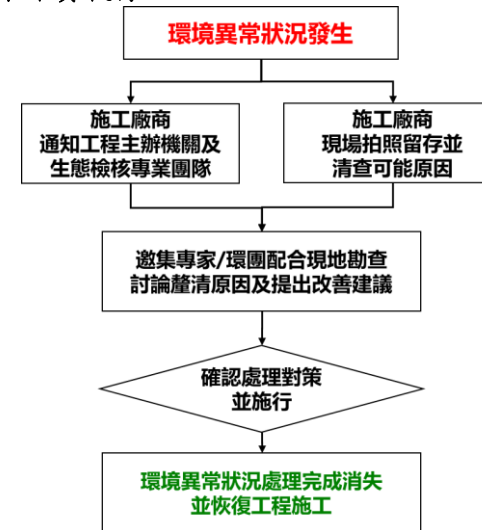 環境異常狀況發生
施工廠商
通知工程主辦機關及
生態檢核專業團隊
施工廠商
現場拍照留存並
清查可能原因
邀集專家/環團配合現地勘查
討論釐清原因及提出改善建議
確認處理對策
並施行
環境異常狀況處理完成消失
並恢復工程施工